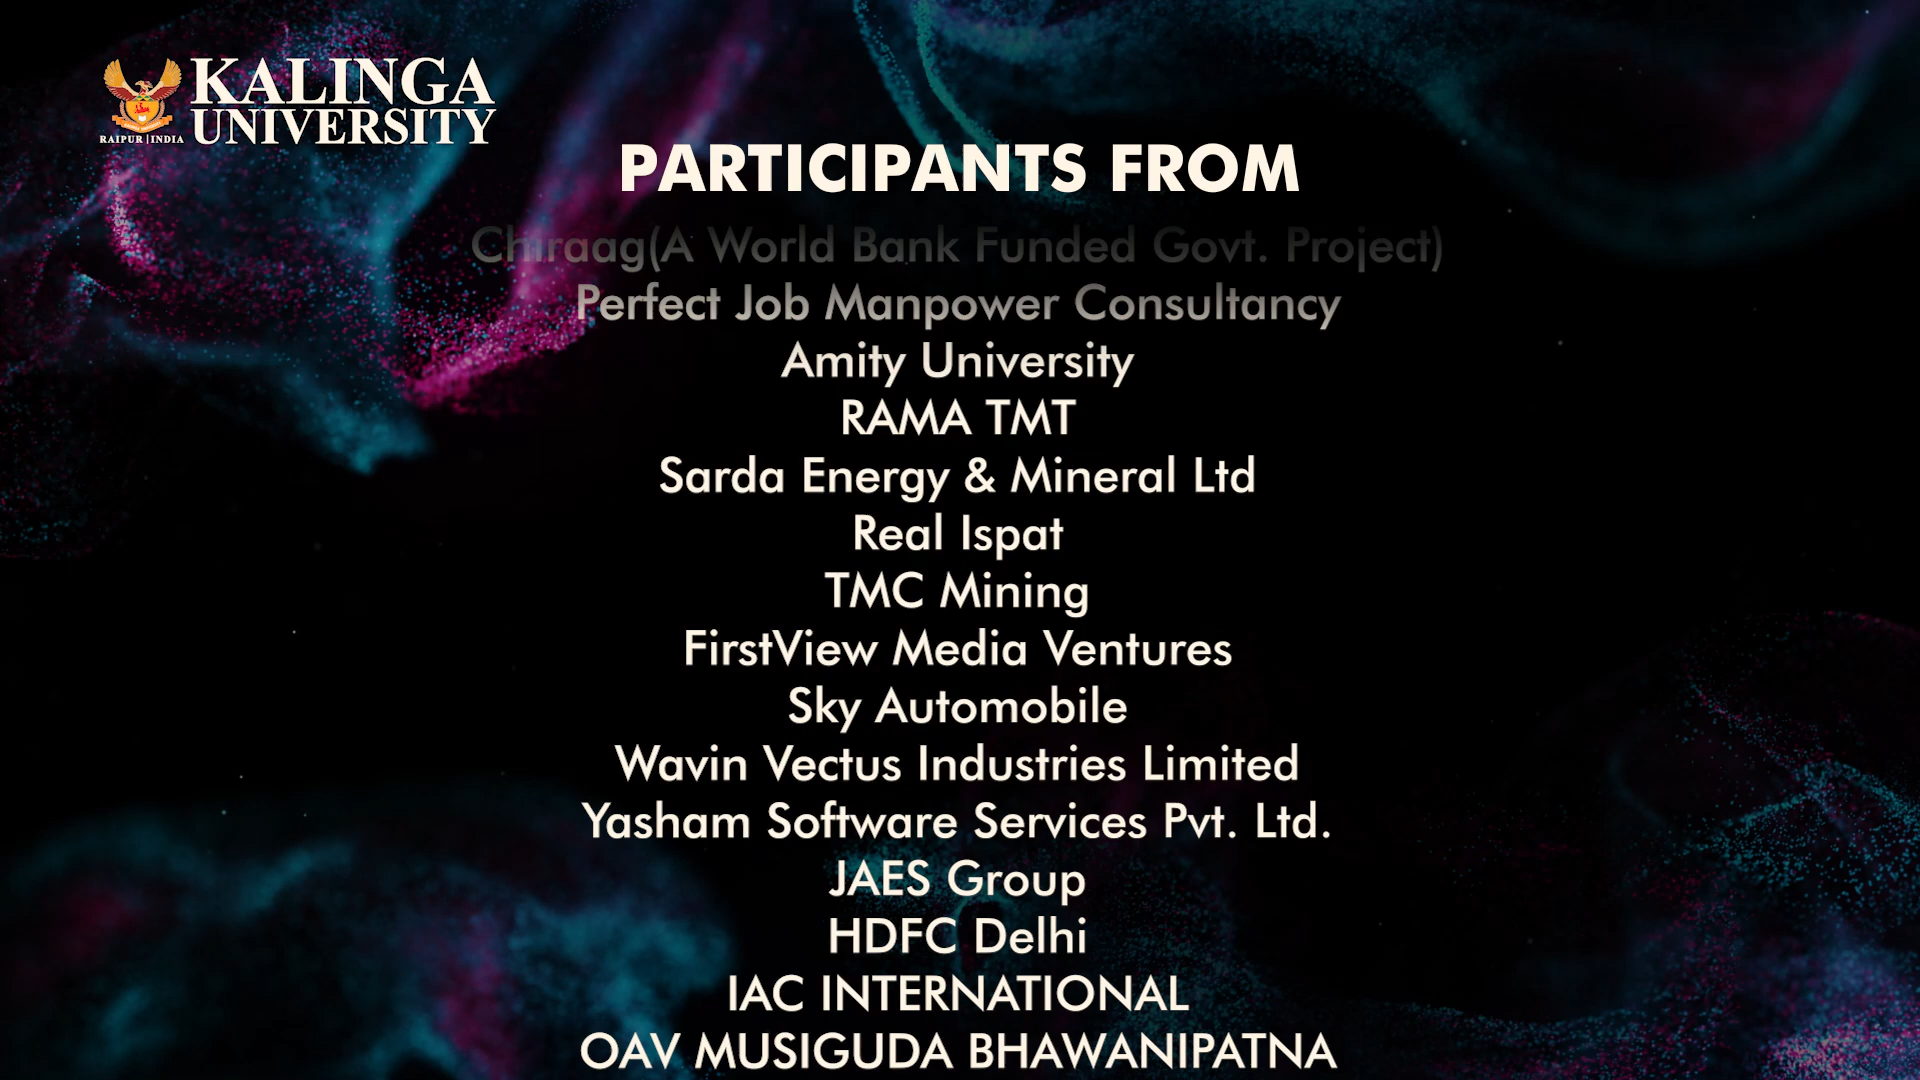 KALINGA
UNIVERSITY
RAIPUR | INDIA
PARTICIPANTS FROM
Chiraag(A World Bank Funded Govt. Project)
Perfect Job Manpower Consultancy
Amity University
RAMA TMT
Sarda Energy & Mineral Ltd
Real Ispat
TMC Mining
FirstView Media Ventures
Sky Automobile
Wavin Vectus Industries Limited
Yasham Software Services Pvt. Ltd.
JAES Group
HDFC Delhi
IAC INTERNATIONAL
OAV MUSIGUDA BHAWANIPATNA